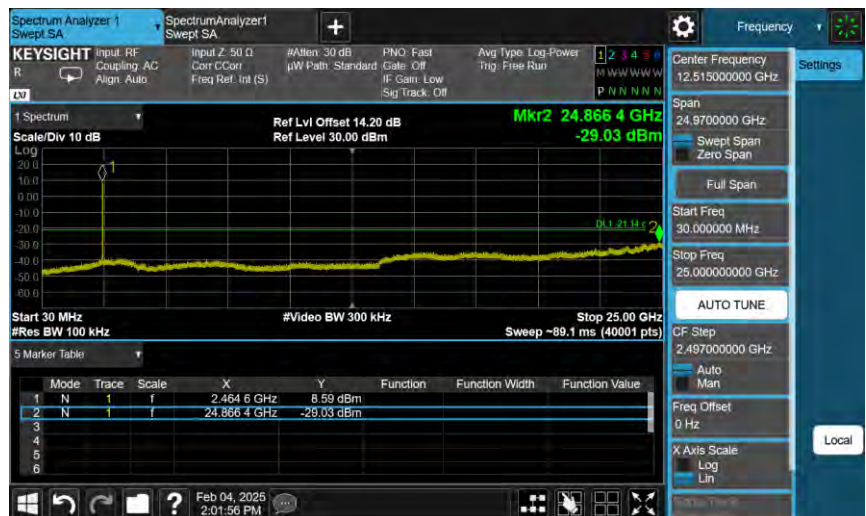 Spectrum Analyzer 1
Swept SA
SpectrumAnalyzer1
Swept SA
Frequency
KEYSIGHT
R
LXI
Input: RF
Coupling: AC
Align: Auto
Input Z: 50 Ω
Corr CCorr
Freq Ref: Int (S)
#Atten: 30 dB
µW Path: Standard
PNO: Fast
Gate: Off
IF Gain: Low
Sig Track: Off
Avg Type: Log-Power
Trig: Free Run
1 2 3 4 5 6
M W W W W W
P N N N N N
Center Frequency
12.515000000 GHz
Settings
1 Spectrum
Scale/Div 10 dB
Ref Lvl Offset 14.20 dB
Ref Level 30.00 dBm
Mkr2 24.866 4 GHz
-29.03 dBm
Span
24.9700000 GHz
Swept Span
Zero Span
Full Span
Log
20.0
10.0
0.00
-10.0
-20.0
-30.0
-40.0
-50.0
-60.0
1
2
Start Freq
30.000000 MHz
Stop Freq
25.000000000 GHz
AUTO TUNE
Start 30 MHz
#Video BW 300 kHz
Stop 25.00 GHz
#Res BW 100 kHz
Sweep ~89.1 ms (40001 pts)
CF Step
2.497000000 GHz
Auto
Man
5 Marker Table
Mode Trace Scale X Y Function Function Width Function Value
1 N 1 f 2.464 6 GHz 8.59 dBm
2 N 1 f 24.866 4 GHz -29.03 dBm
3
4
5
6
Freq Offset
0 Hz
X Axis Scale
Log
Lin
Local
Feb 04, 2025
2:01:56 PM